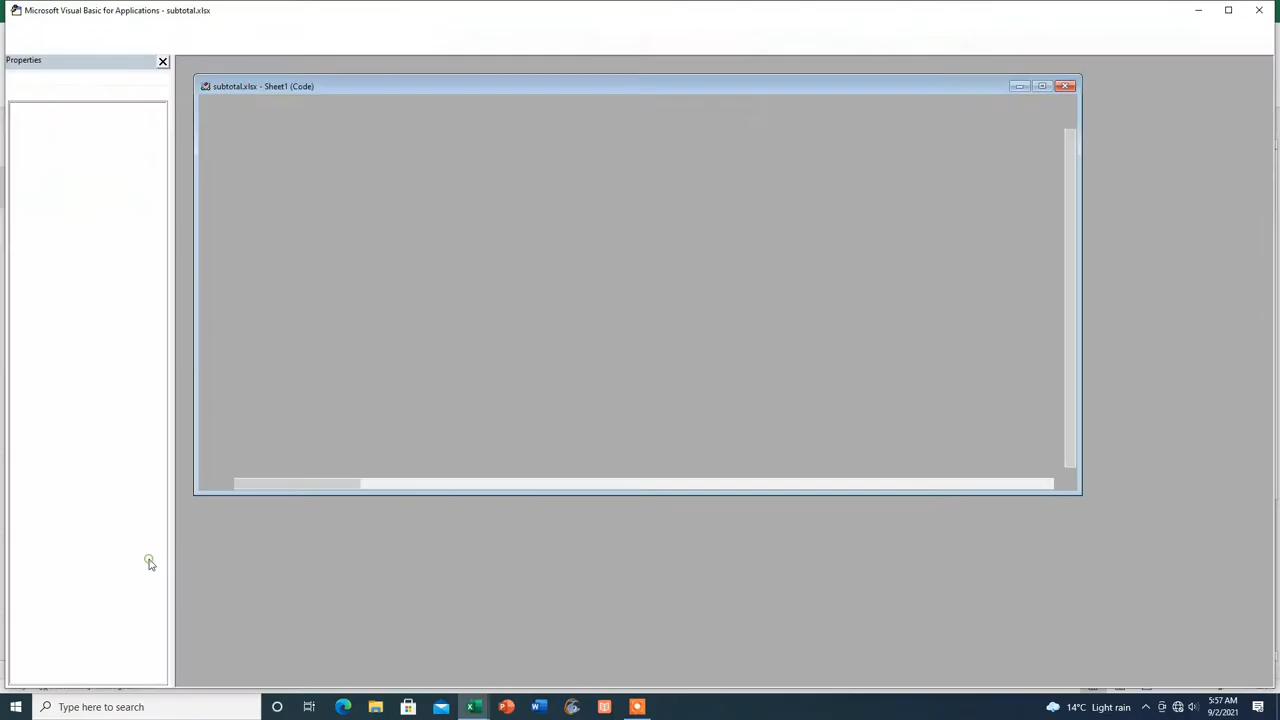 Microsoft Visual Basic for Applications - subtotal.xlsx
Properties
subtotal.xlsx - Sheet1 (Code)
Type here to search
14°C Light rain
5:57 AM
9/2/2021